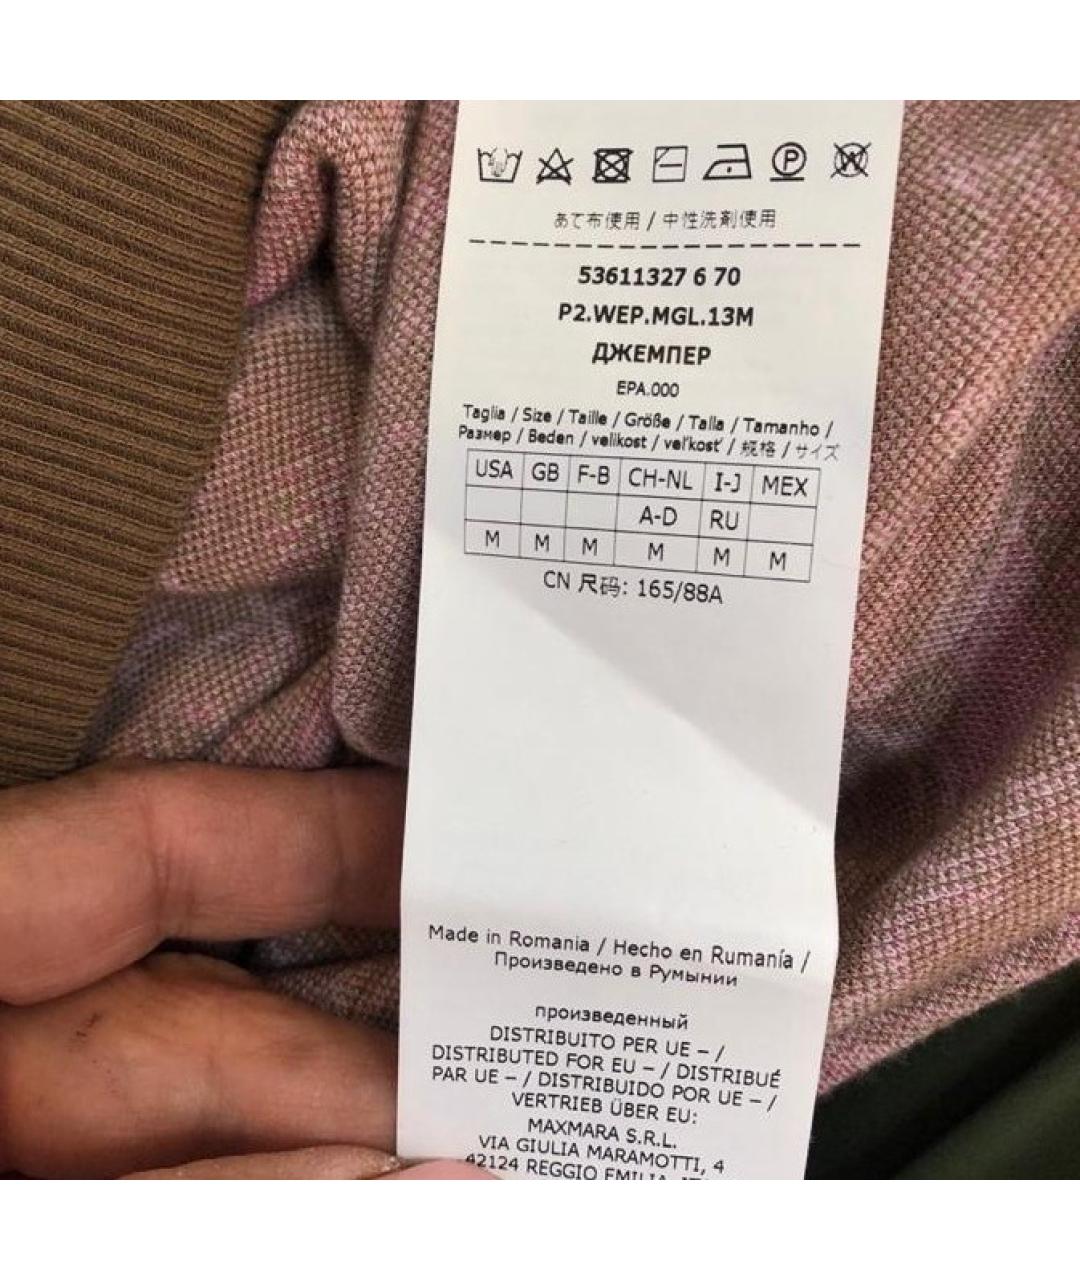 あて布使用 / 中性洗剤使用
53611327 6 70
P2.WEP.MGL.13M
ДЖЕМПЕР
EPA.000
Taglia / Size / Taille / Größe / Talla / Tamanho /
Размер / Beden / velikost / veľkosť / 规格 / サイズ
USA GB F-B CH-NL I-J MEX
A-D RU
M M M M M M
CN 尺码: 165/88A
Made in Romania / Hecho en Rumanía /
Произведено в Румынии
произведенный
DISTRIBUITO PER UE – /
DISTRIBUTED FOR EU – / DISTRIBUÉ
PAR UE – / DISTRIBUIDO POR UE – /
VERTRIEB ÜBER EU:
MAXMARA S.R.L.
VIA GIULIA MARAMOTTI, 4
42124 REGGIO EMILIA